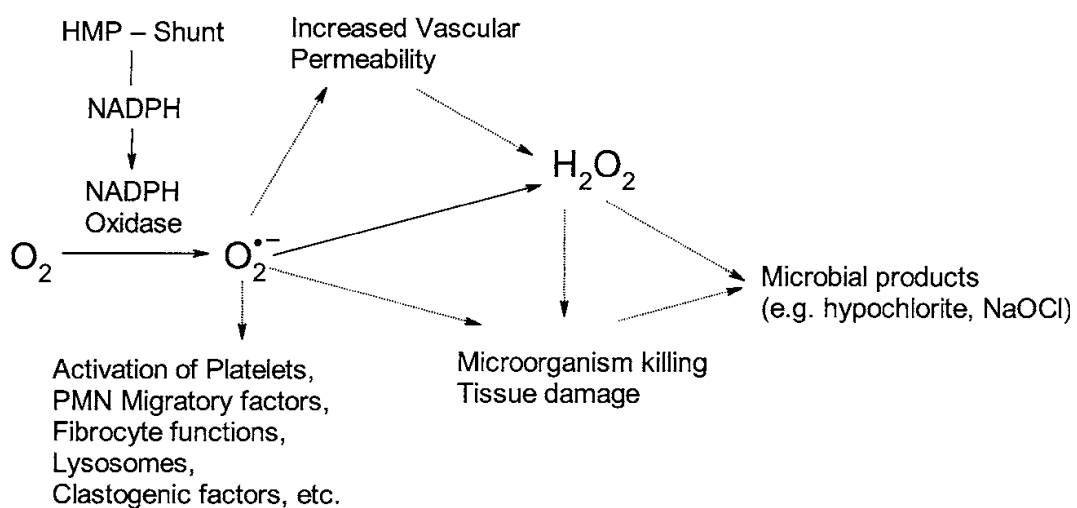 HMP – Shunt
NADPH
NADPH
Oxidase
Increased Vascular
Permeability
O₂
O₂•−
H₂O₂
Microbial products
(e.g. hypochlorite, NaOCl)
Microorganism killing
Tissue damage
Activation of Platelets,
PMN Migratory factors,
Fibrocyte functions,
Lysosomes,
Clastogenic factors, etc.